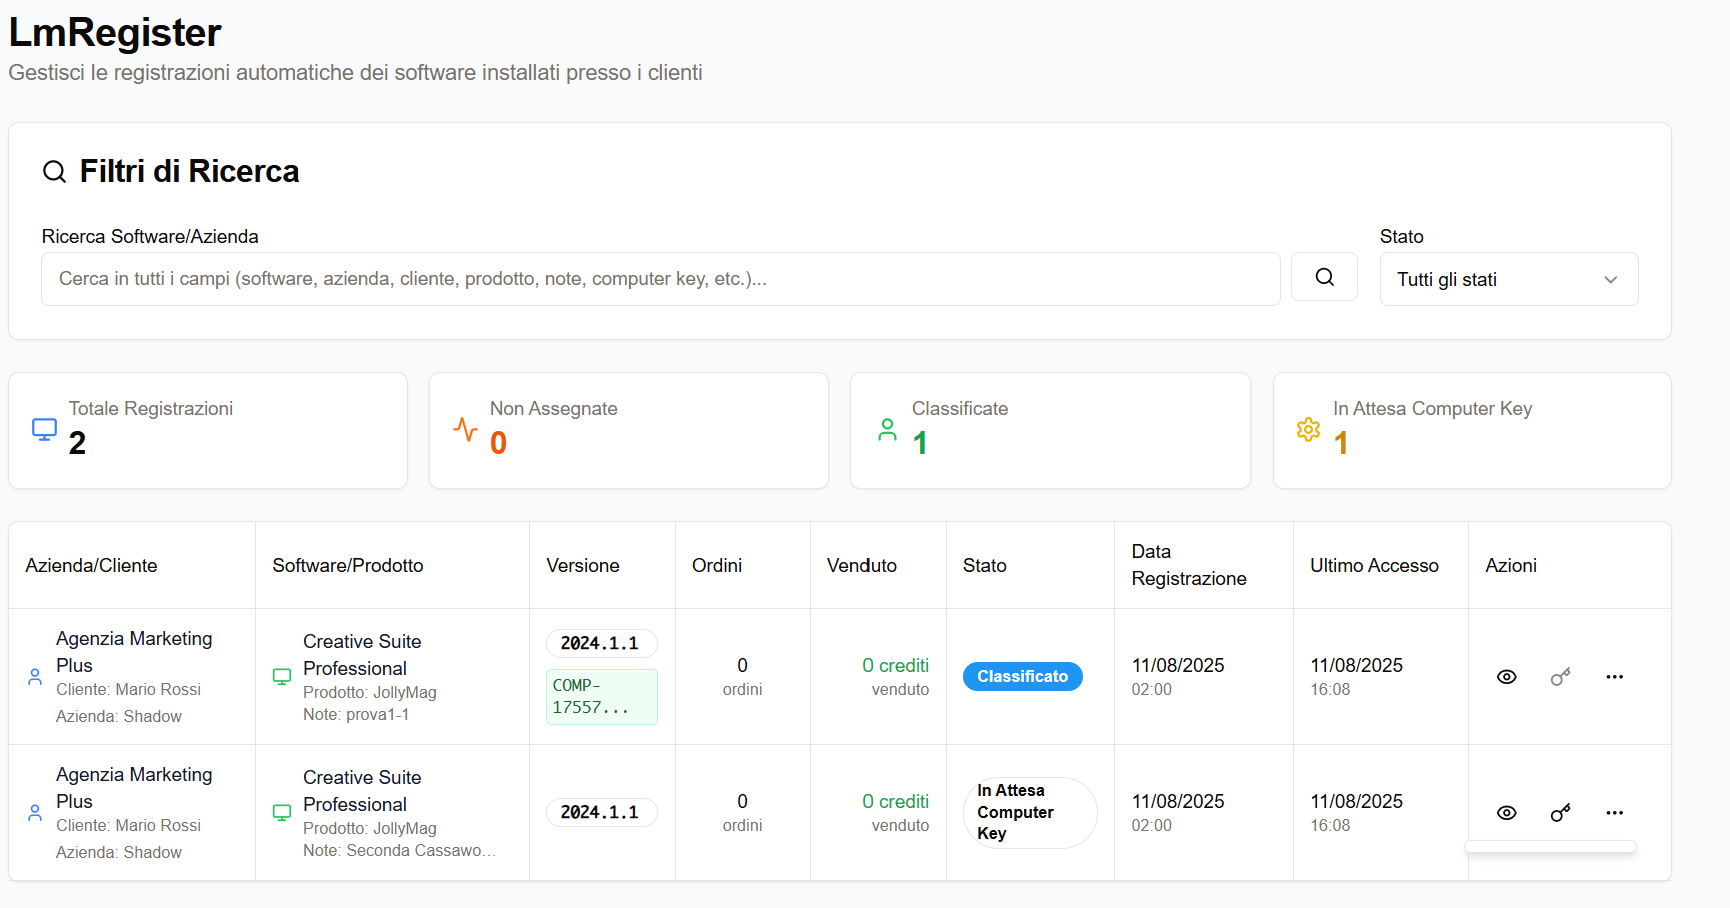 LmRegister
Gestisci le registrazioni automatiche dei software installati presso i clienti
Filtri di Ricerca
Ricerca Software/Azienda
Cerca in tutti i campi (software, azienda, cliente, prodotto, note, computer key, etc.)...
Stato
Tutti gli stati
Totale Registrazioni
2
Non Assegnate
0
Classificate
1
In Attesa Computer Key
1
Azienda/Cliente
Software/Prodotto
Versione
Ordini
Venduto
Stato
Data
Registrazione
Ultimo Accesso
Azioni
Agenzia Marketing
Plus
Cliente: Mario Rossi
Azienda: Shadow
Creative Suite
Professional
Prodotto: JollyMag
Note: prova1-1
2024.1.1
COMP-
17557...
0
ordini
0 crediti
venduto
Classificato
11/08/2025
02:00
11/08/2025
16:08
Agenzia Marketing
Plus
Cliente: Mario Rossi
Azienda: Shadow
Creative Suite
Professional
Prodotto: JollyMag
Note: Seconda Cassawo...
2024.1.1
0
ordini
0 crediti
venduto
In Attesa
Computer
Key
11/08/2025
02:00
11/08/2025
16:08